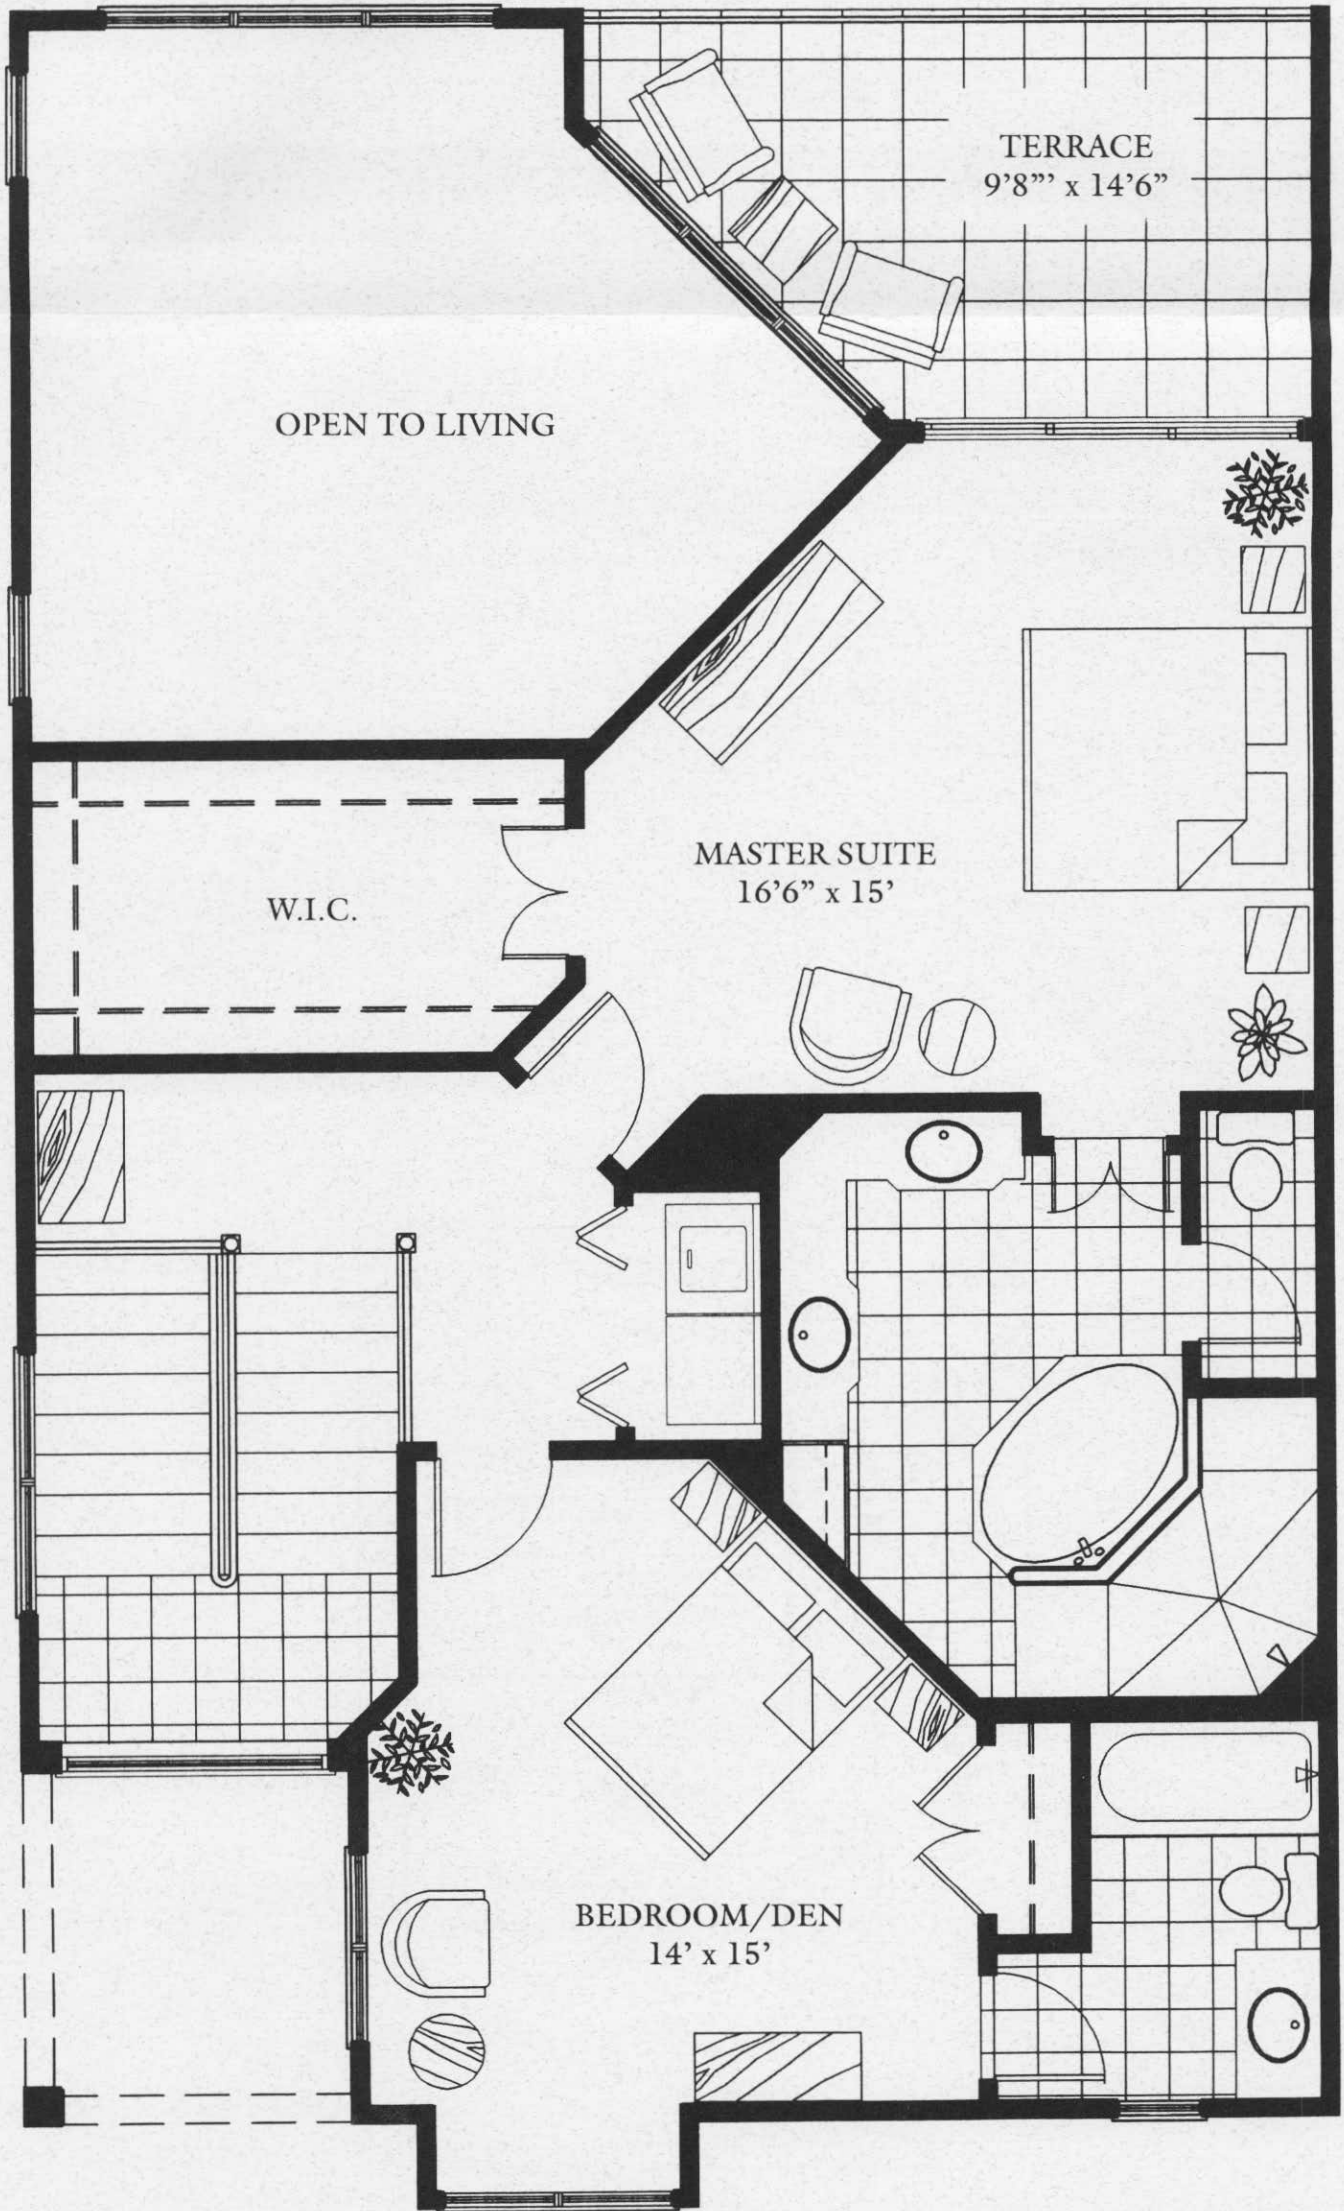 TERRACE
9’8”’ x 14’6”
OPEN TO LIVING
MASTER SUITE
16’6” x 15’
W.I.C.
BEDROOM/DEN
14’ x 15’